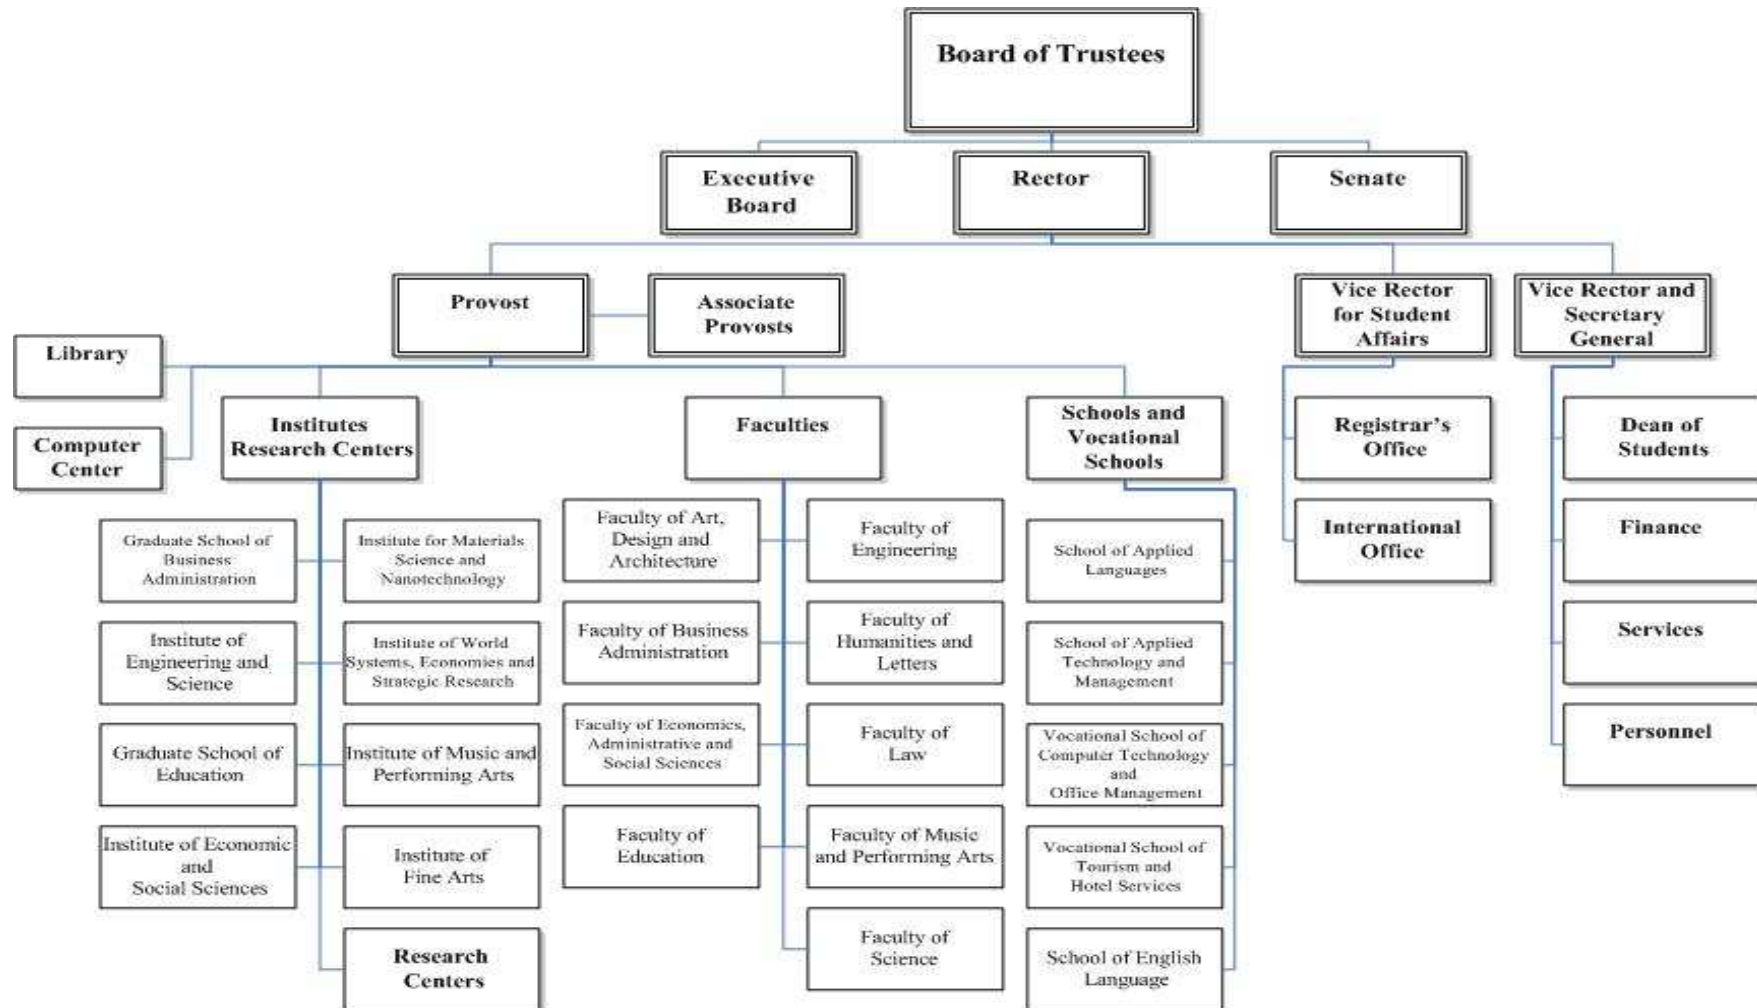 Board of Trustees
Executive
Board
Rector
Senate
Provost
Associate
Provosts
Vice Rector
for Student
Affairs
Vice Rector and
Secretary
General
Library
Computer
Center
Institutes
Research Centers
Faculties
Schools and
Vocational
Schools
Registrar's
Office
International
Office
Dean of
Students
Finance
Services
Personnel
Graduate School of
Business
Administration
Institute for Materials
Science and
Nanotechnology
Institute of
Engineering and
Science
Institute of World
Systems, Economies and
Strategic Research
Graduate School of
Education
Institute of Music and
Performing Arts
Institute of Economic
and
Social Sciences
Institute of
Fine Arts
Research
Centers
Faculty of Art,
Design and
Architecture
Faculty of
Engineering
Faculty of Business
Administration
Faculty of
Humanities and
Letters
Faculty of Economics,
Administrative and
Social Sciences
Faculty of
Law
Faculty of
Education
Faculty of Music
and Performing Arts
Faculty of
Science
School of Applied
Languages
School of Applied
Technology and
Management
Vocational School of
Computer Technology
and
Office Management
Vocational School of
Tourism and
Hotel Services
School of English
Language